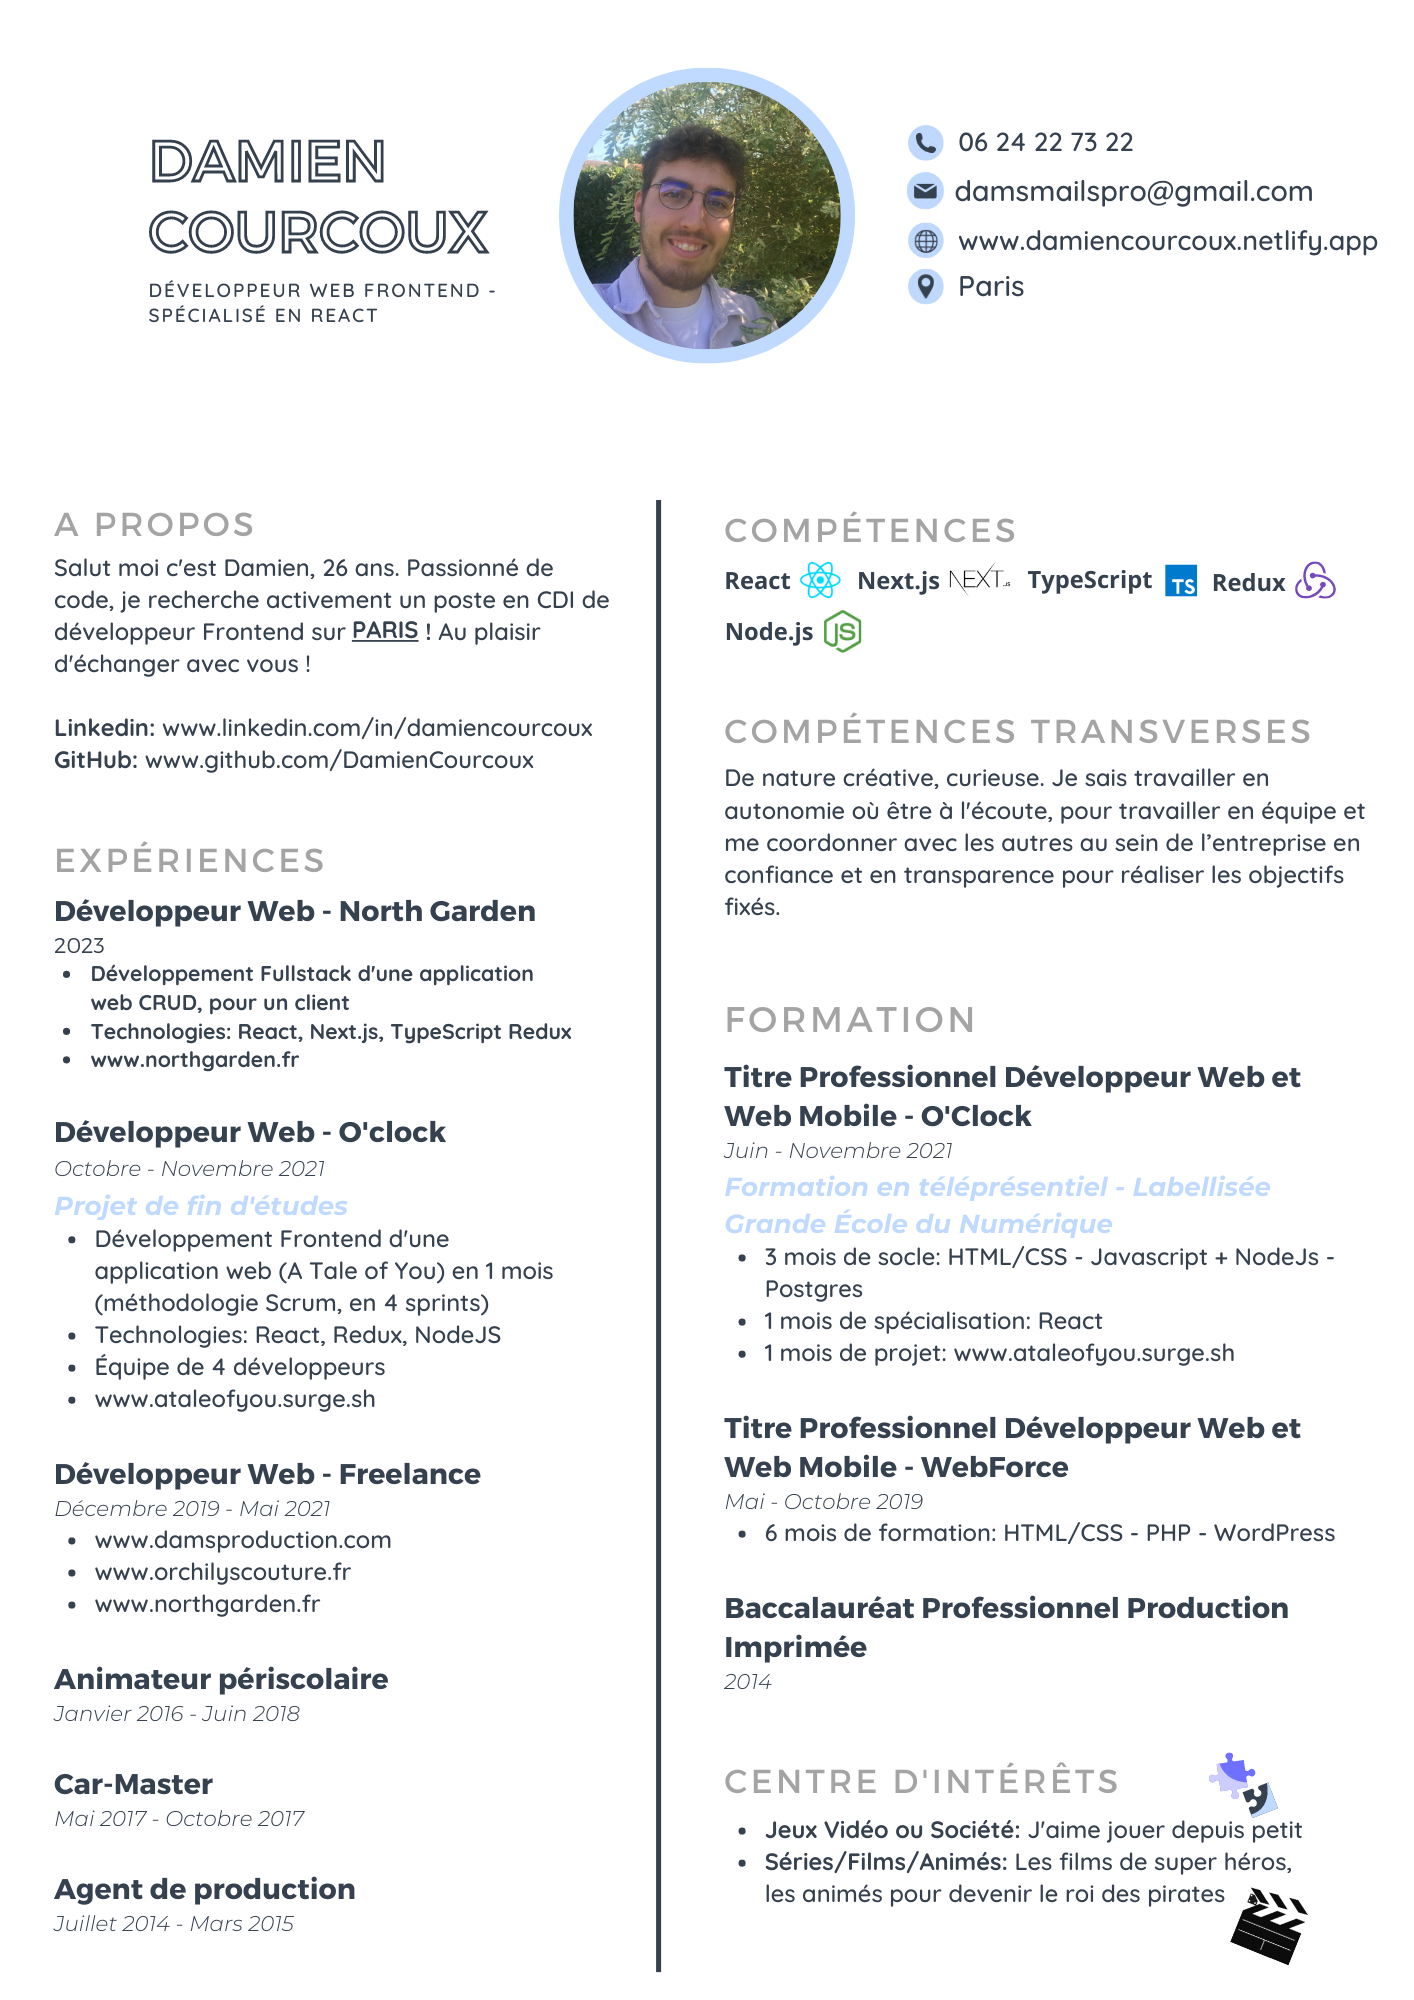 DAMIEN
COURCOUX
DÉVELOPPEUR WEB FRONTEND -
SPÉCIALISÉ EN REACT
06 24 22 73 22
damsmailspro@gmail.com
www.damiencourcoux.netlify.app
Paris
A PROPOS
Salut moi c'est Damien, 26 ans. Passionné de
code, je recherche activement un poste en CDI de
développeur Frontend sur PARIS ! Au plaisir
d'échanger avec vous !
Linkedin: www.linkedin.com/in/damiencourcoux
GitHub: www.github.com/DamienCourcoux
EXPÉRIENCES
Développeur Web - North Garden
2023
• Développement Fullstack d'une application
web CRUD, pour un client
• Technologies: React, Next.js, TypeScript Redux
• www.northgarden.fr
Développeur Web - O'clock
Octobre - Novembre 2021
Projet de fin d'études
• Développement Frontend d'une
application web (A Tale of You) en 1 mois
(méthodologie Scrum, en 4 sprints)
• Technologies: React, Redux, NodeJS
• Équipe de 4 développeurs
• www.ataleofyou.surge.sh
Développeur Web - Freelance
Décembre 2019 - Mai 2021
• www.damsproduction.com
• www.orchilyscouture.fr
• www.northgarden.fr
Animateur périscolaire
Janvier 2016 - Juin 2018
Car-Master
Mai 2017 - Octobre 2017
Agent de production
Juillet 2014 - Mars 2015
COMPÉTENCES
React Next.js NEXT.JS TypeScript TS Redux
Node.js JS
COMPÉTENCES TRANSVERSES
De nature créative, curieuse. Je sais travailler en
autonomie où être à l'écoute, pour travailler en équipe et
me coordonner avec les autres au sein de l’entreprise en
confiance et en transparence pour réaliser les objectifs
fixés.
FORMATION
Titre Professionnel Développeur Web et
Web Mobile - O'Clock
Juin - Novembre 2021
Formation en téléprésentiel - Labellisée
Grande École du Numérique
• 3 mois de socle: HTML/CSS - Javascript + NodeJs -
Postgres
• 1 mois de spécialisation: React
• 1 mois de projet: www.ataleofyou.surge.sh
Titre Professionnel Développeur Web et
Web Mobile - WebForce
Mai - Octobre 2019
• 6 mois de formation: HTML/CSS - PHP - WordPress
Baccalauréat Professionnel Production
Imprimée
2014
CENTRE D'INTÉRÊTS
• Jeux Vidéo ou Société: J'aime jouer depuis petit
• Séries/Films/Animés: Les films de super héros,
les animés pour devenir le roi des pirates